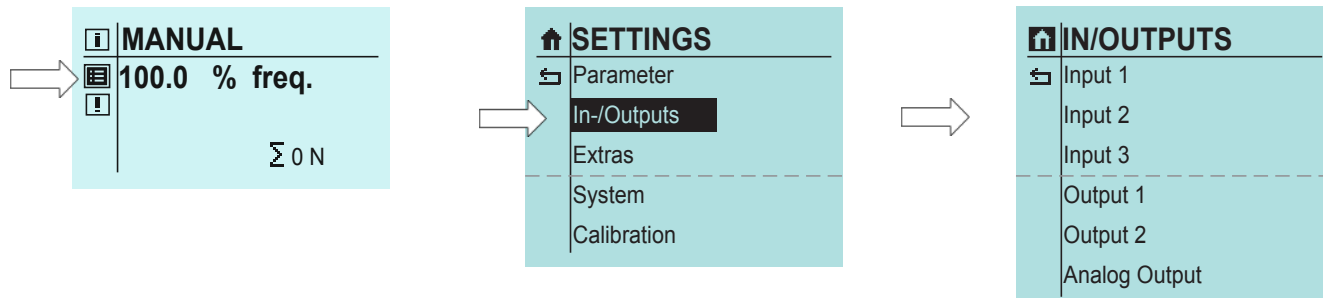 MANUAL
100.0 % freq.
Σ 0 N
SETTINGS
Parameter
In-/Outputs
Extras
System
Calibration
IN/OUTPUTS
Input 1
Input 2
Input 3
Output 1
Output 2
Analog Output